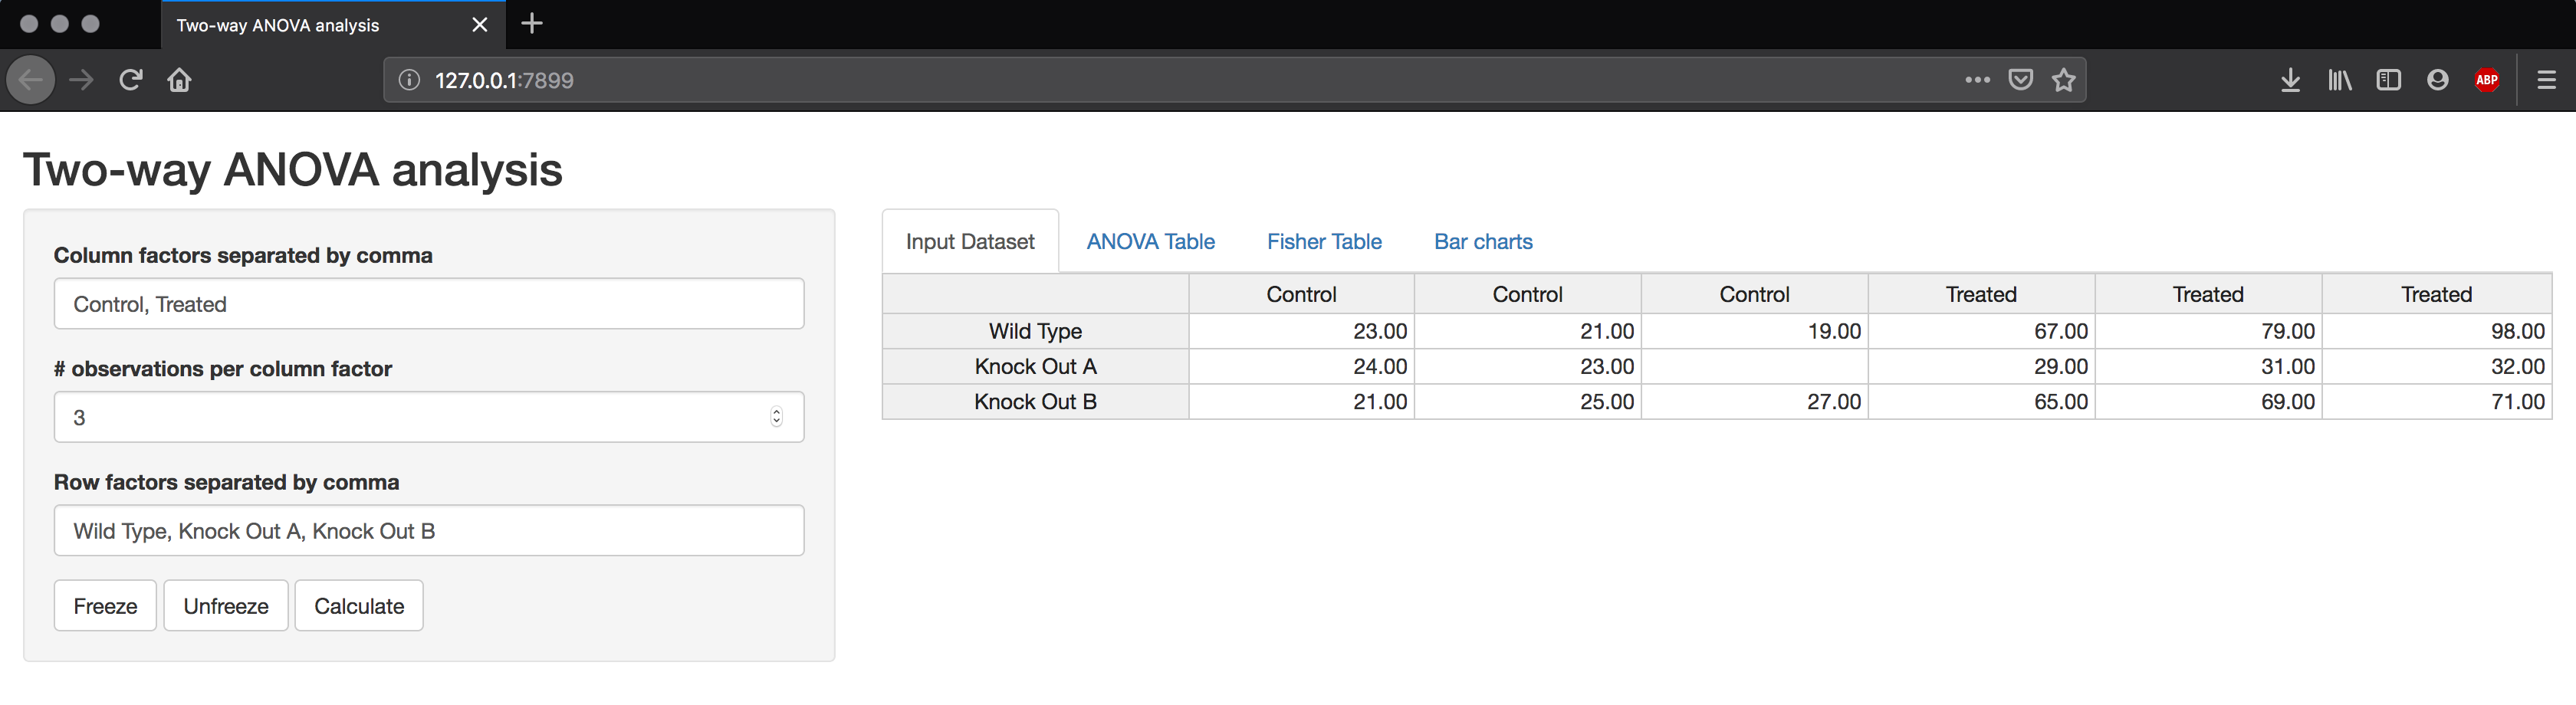 Two-way ANOVA analysis
127.0.0.1:7899
ABP
Two-way ANOVA analysis
Column factors separated by comma
Control, Treated
# observations per column factor
3
Row factors separated by comma
Wild Type, Knock Out A, Knock Out B
Freeze Unfreeze Calculate
Input Dataset ANOVA Table Fisher Table Bar charts
Control Control Control Treated Treated Treated
Wild Type 23.00 21.00 19.00 67.00 79.00 98.00
Knock Out A 24.00 23.00 29.00 31.00 32.00
Knock Out B 21.00 25.00 27.00 65.00 69.00 71.00